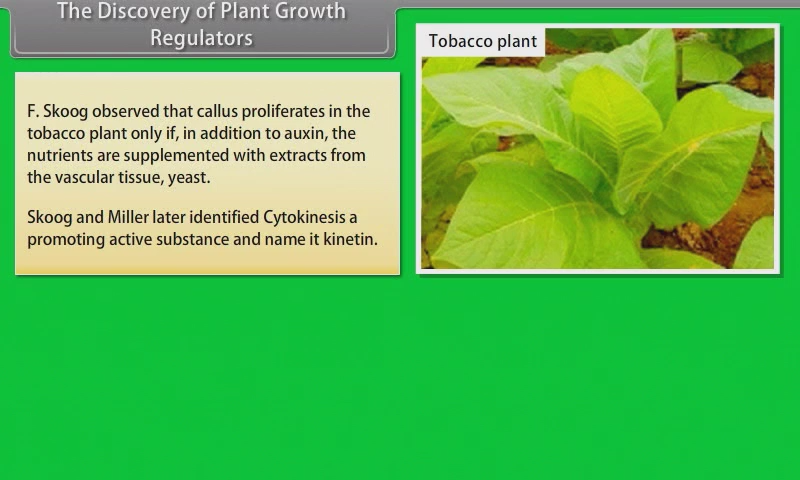 The Discovery of Plant Growth
Regulators
Tobacco plant
F. Skoog observed that callus proliferates in the
tobacco plant only if, in addition to auxin, the
nutrients are supplemented with extracts from
the vascular tissue, yeast.
Skoog and Miller later identified Cytokinesis a
promoting active substance and name it kinetin.